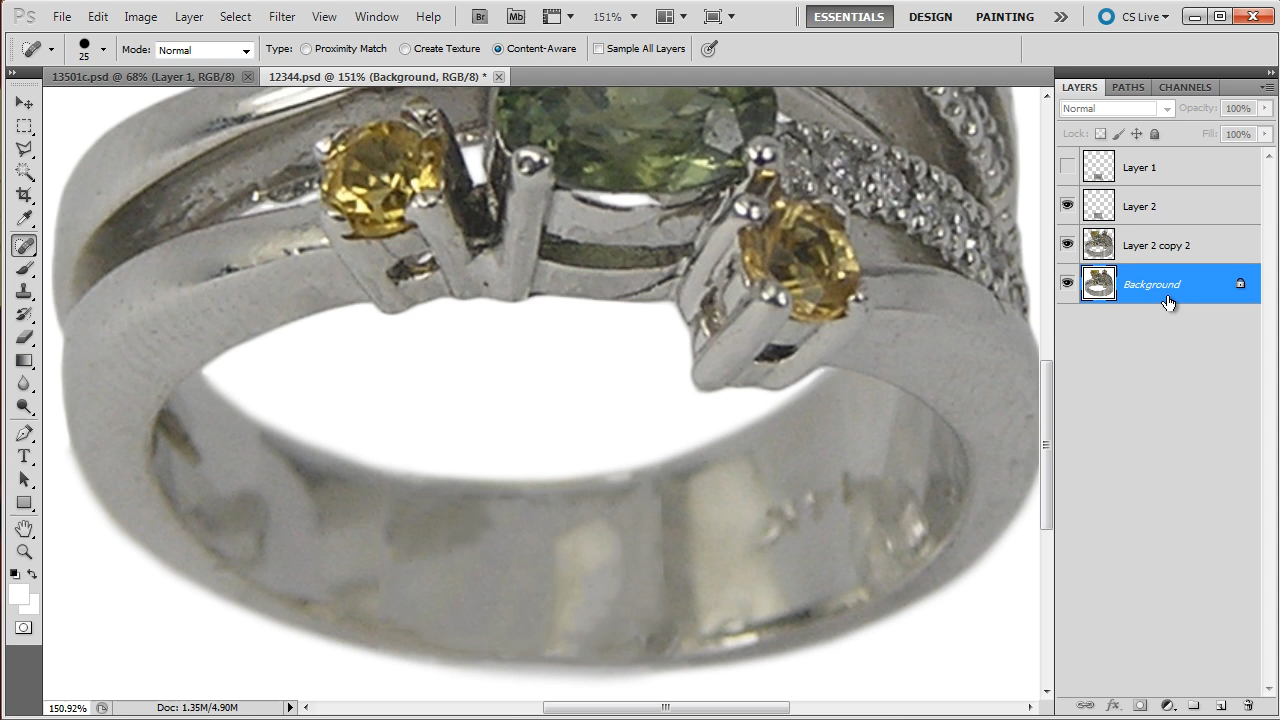 Ps File Edit Image Layer Select Filter View Window Help Br Mb 151% ESSENTIALS DESIGN PAINTING CS Live
25 Mode: Normal Type: Proximity Match Create Texture Content-Aware Sample All Layers
13501c.psd @ 68% (Layer 1, RGB/8) 12344.psd @ 151% (Background, RGB/8) *
LAYERS PATHS CHANNELS
Normal Opacity: 100%
Lock: Fill: 100%
Layer 1
Layer 2
Layer 2 copy 2
Background
T
150.92% Doc: 1.35M/4.90M
fx